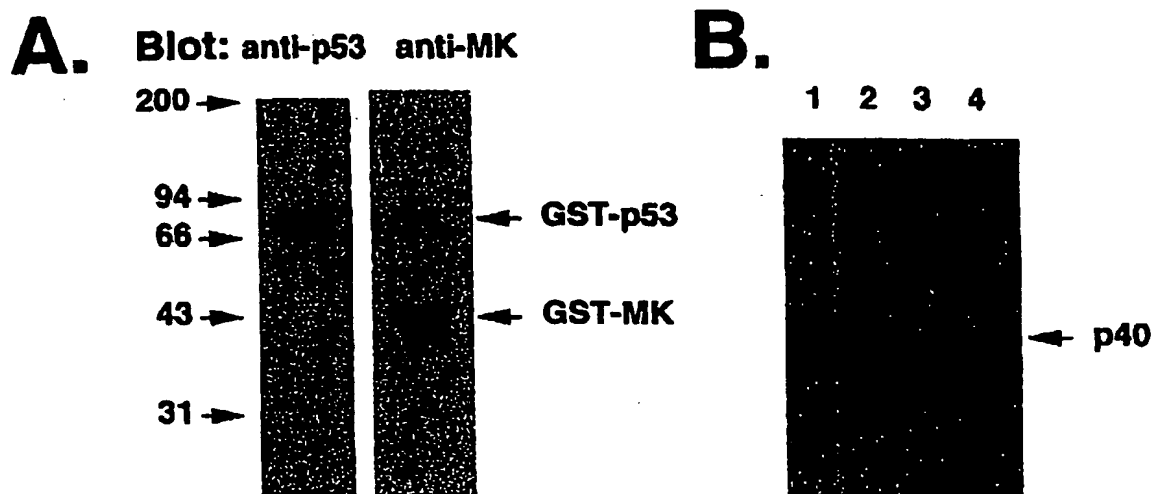 A.
Blot: anti-p53 anti-MK
200
94
66
43
31
GST-p53
GST-MK
B.
1 2 3 4
p40